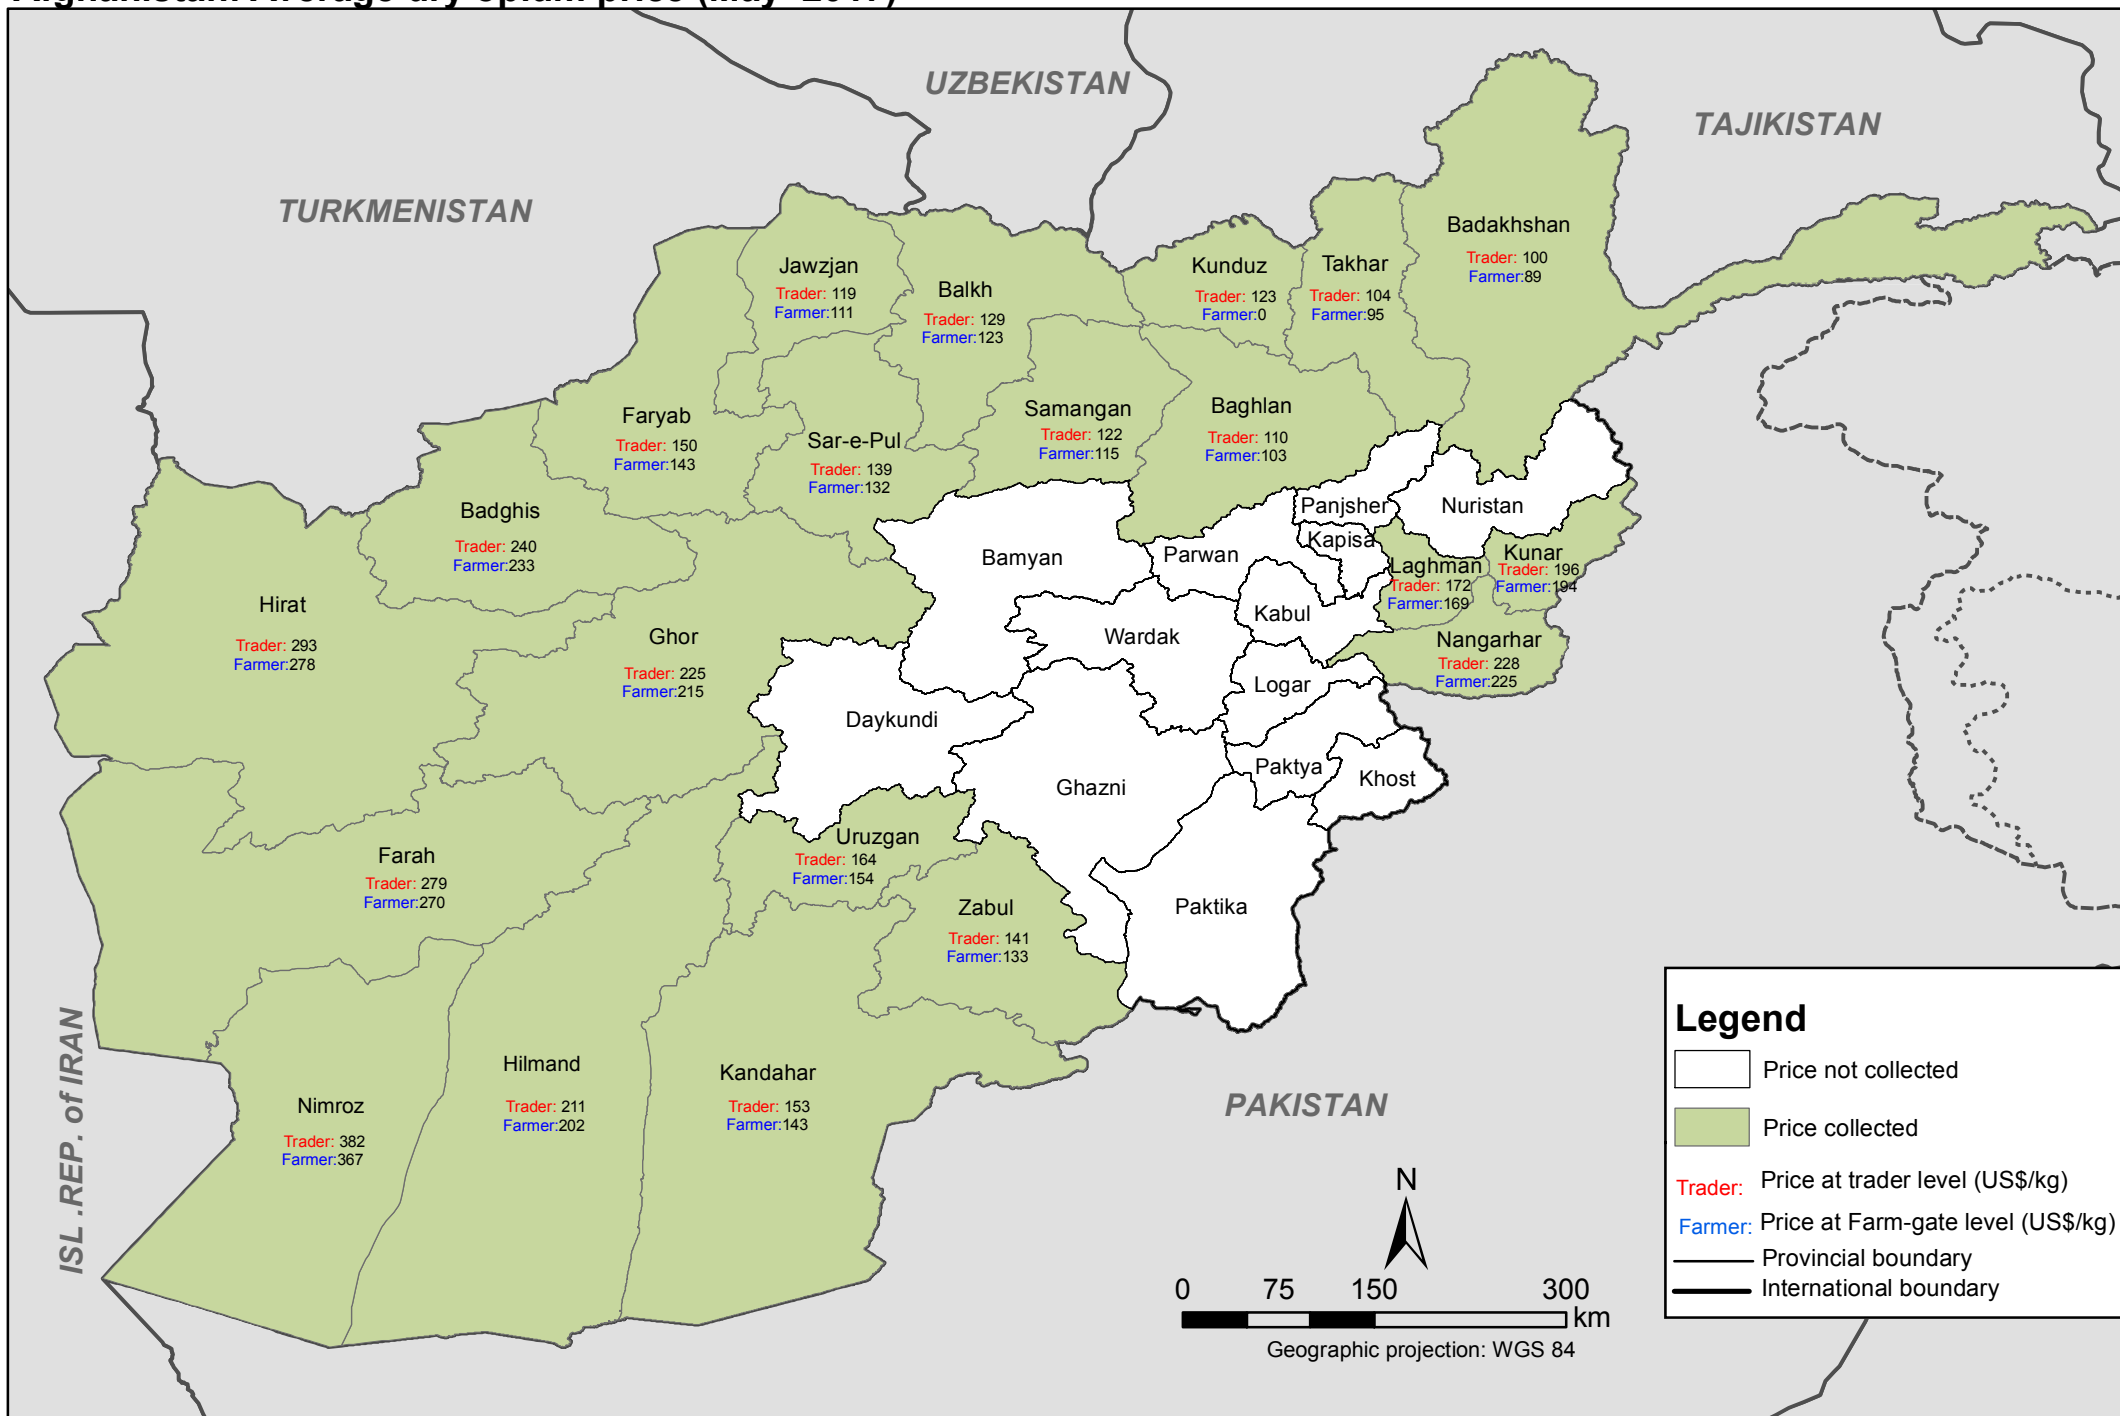 UZBEKISTAN
TAJIKISTAN
TURKMENISTAN
Badakhshan
Trader: 100
Farmer:89
Jawzjan
Trader: 119
Farmer:111
Balkh
Trader: 129
Farmer:123
Kunduz
Trader: 123
Farmer:0
Takhar
Trader: 104
Farmer:95
Faryab
Trader: 150
Farmer:143
Sar-e-Pul
Trader: 139
Farmer:132
Samangan
Trader: 122
Farmer:115
Baghlan
Trader: 110
Farmer:103
Badghis
Trader: 240
Farmer:233
Panjsher
Nuristan
Bamyan
Parwan
Kapisa
Laghman
Trader: 172
Farmer:169
Kunar
Trader: 196
Farmer:194
Hirat
Trader: 293
Farmer:278
Ghor
Trader: 225
Farmer:215
Wardak
Kabul
Nangarhar
Trader: 228
Farmer:225
Logar
Daykundi
Ghazni
Paktya
Khost
Uruzgan
Trader: 164
Farmer:154
Farah
Trader: 279
Farmer:270
Zabul
Trader: 141
Farmer:133
Paktika
Hilmand
Trader: 211
Farmer:202
Kandahar
Trader: 153
Farmer:143
Nimroz
Trader: 382
Farmer:367
ISL .REP. of IRAN
PAKISTAN
N
0 75 150 300
km
Geographic projection: WGS 84
Legend
Price not collected
Price collected
Trader: Price at trader level (US$/kg)
Farmer: Price at Farm-gate level (US$/kg)
Provincial boundary
International boundary